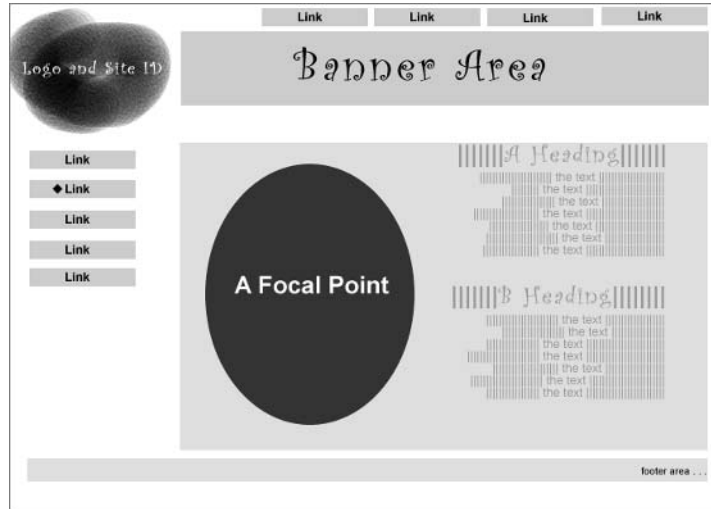 Link Link Link Link
Logo and Site ID
Banner Area
Link
◆Link
Link
Link
Link
A Focal Point
A Heading
the text
the text
the text
the text
the text
the text
the text
B Heading
the text
the text
the text
the text
the text
the text
the text
footer area . . .